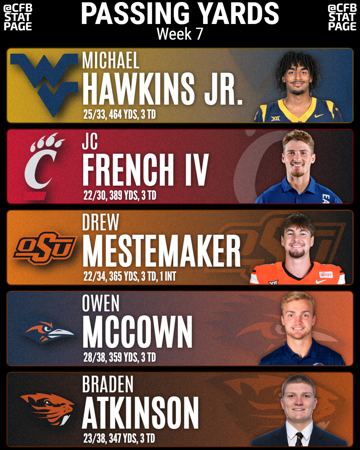 @CFB
STAT
PAGE
PASSING YARDS
Week 7
@CFB
STAT
PAGE
MICHAEL
HAWKINS JR.
25/33, 464 YDS, 3 TD
JC
FRENCH IV
22/30, 389 YDS, 3 TD
EA
DREW
MESTEMAKER
22/34, 365 YDS, 3 TD, 1 INT
OSU
OWEN
MCCOWN
28/38, 359 YDS, 3 TD
BRADEN
ATKINSON
23/38, 347 YDS, 3 TD